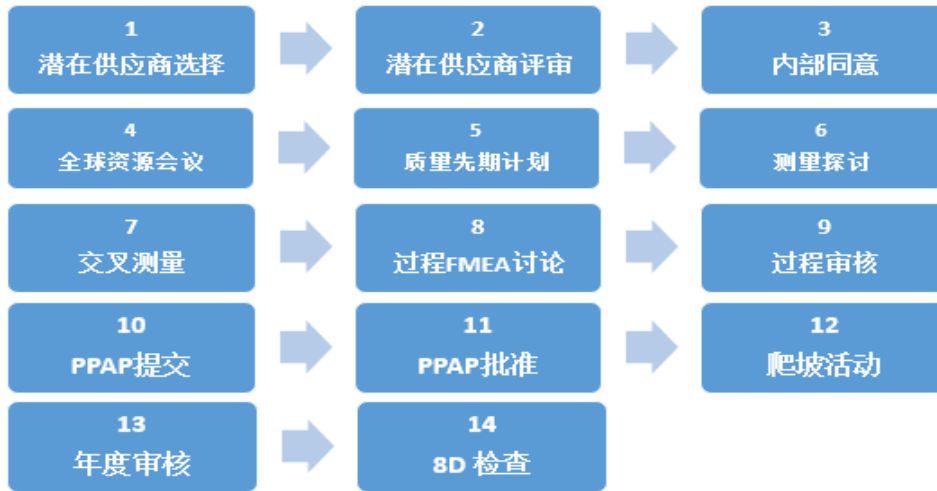 1
潜在供应商选择
2
潜在供应商评审
3
内部同意
4
全球资源会议
5
质量先期计划
6
测量探讨
7
交叉测量
8
过程FMEA讨论
9
过程审核
10
PPAP提交
11
PPAP批准
12
爬坡活动
13
年度审核
14
8D 检查